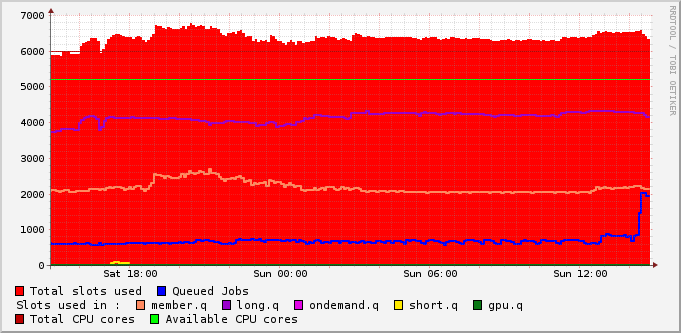 7000
6000
5000
4000
3000
2000
1000
0
Sat 18:00 Sun 00:00 Sun 06:00 Sun 12:00
RRDTOOL / TOBI OETIKER
Total slots used Queued Jobs
Slots used in : member.q long.q ondemand.q short.q gpu.q
Total CPU cores Available CPU cores